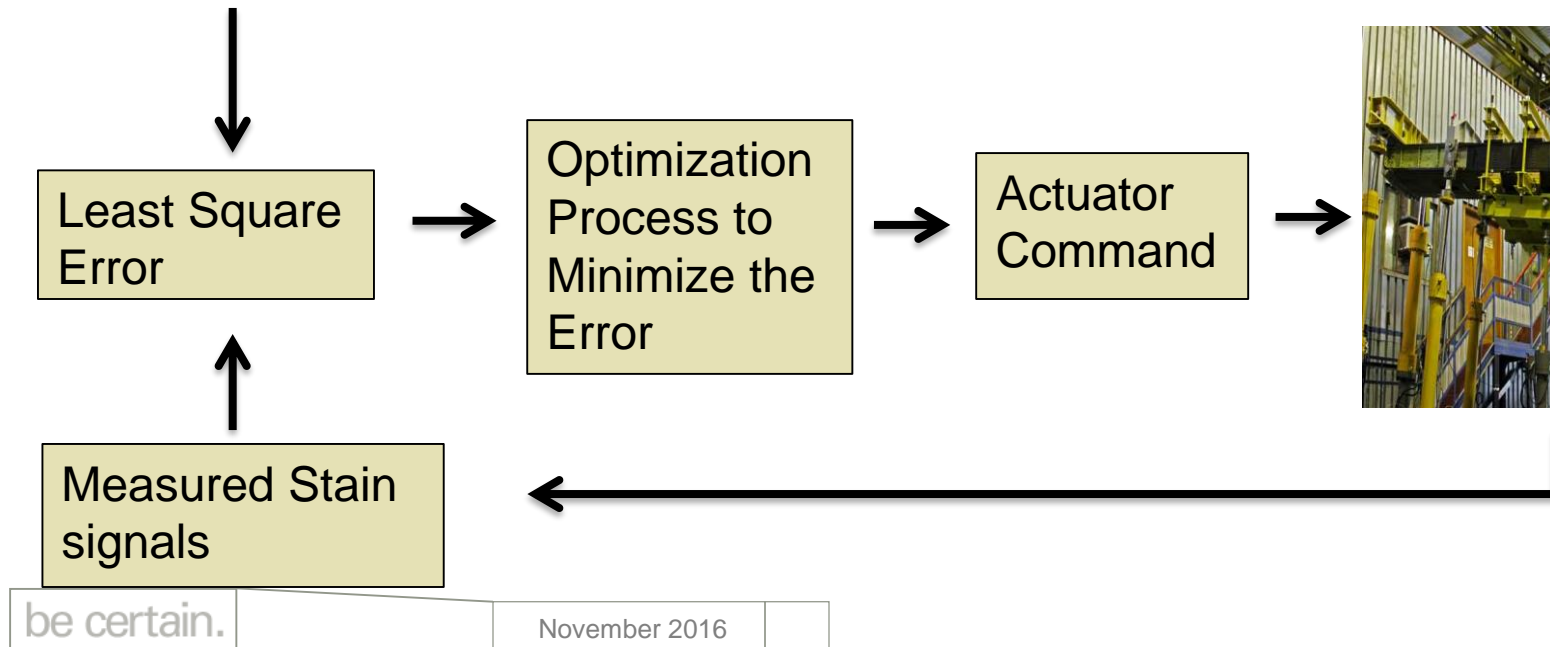 Least Square
Error
Optimization
Process to
Minimize the
Error
Actuator
Command
Measured Stain
signals
be certain.
November 2016